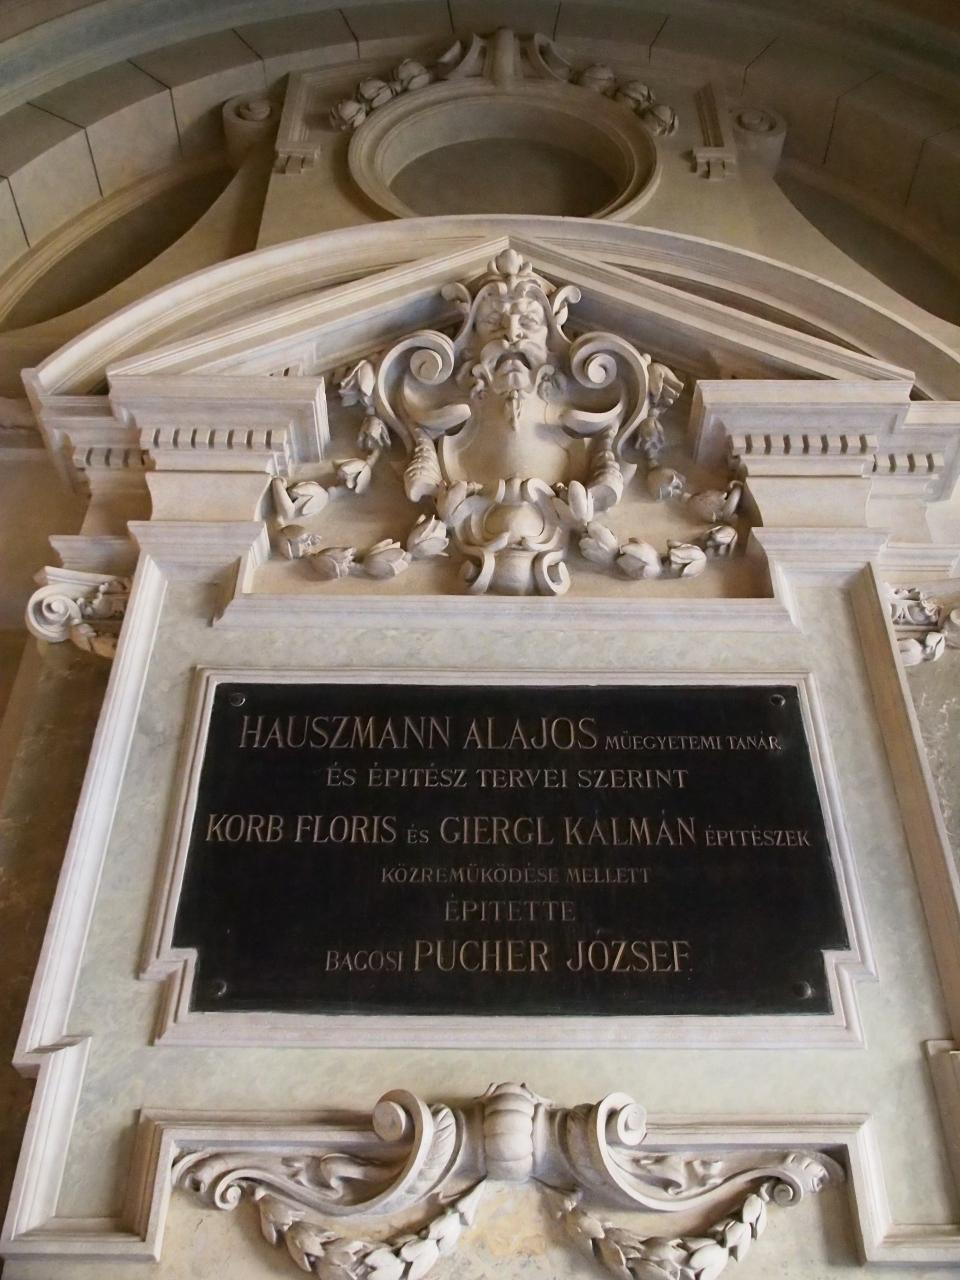 HAUSZMANN ALAJOS MŰEGYETEMI TANÁR
ÉS ÉPITÉSZ TERVEI SZERINT
KORB FLORIS ÉS GIERGL KÁLMÁN ÉPITÉSZEK
KÖZREMŰKÖDÉSE MELLETT
ÉPITETTE
BAGOSI PUCHER JÓZSEF